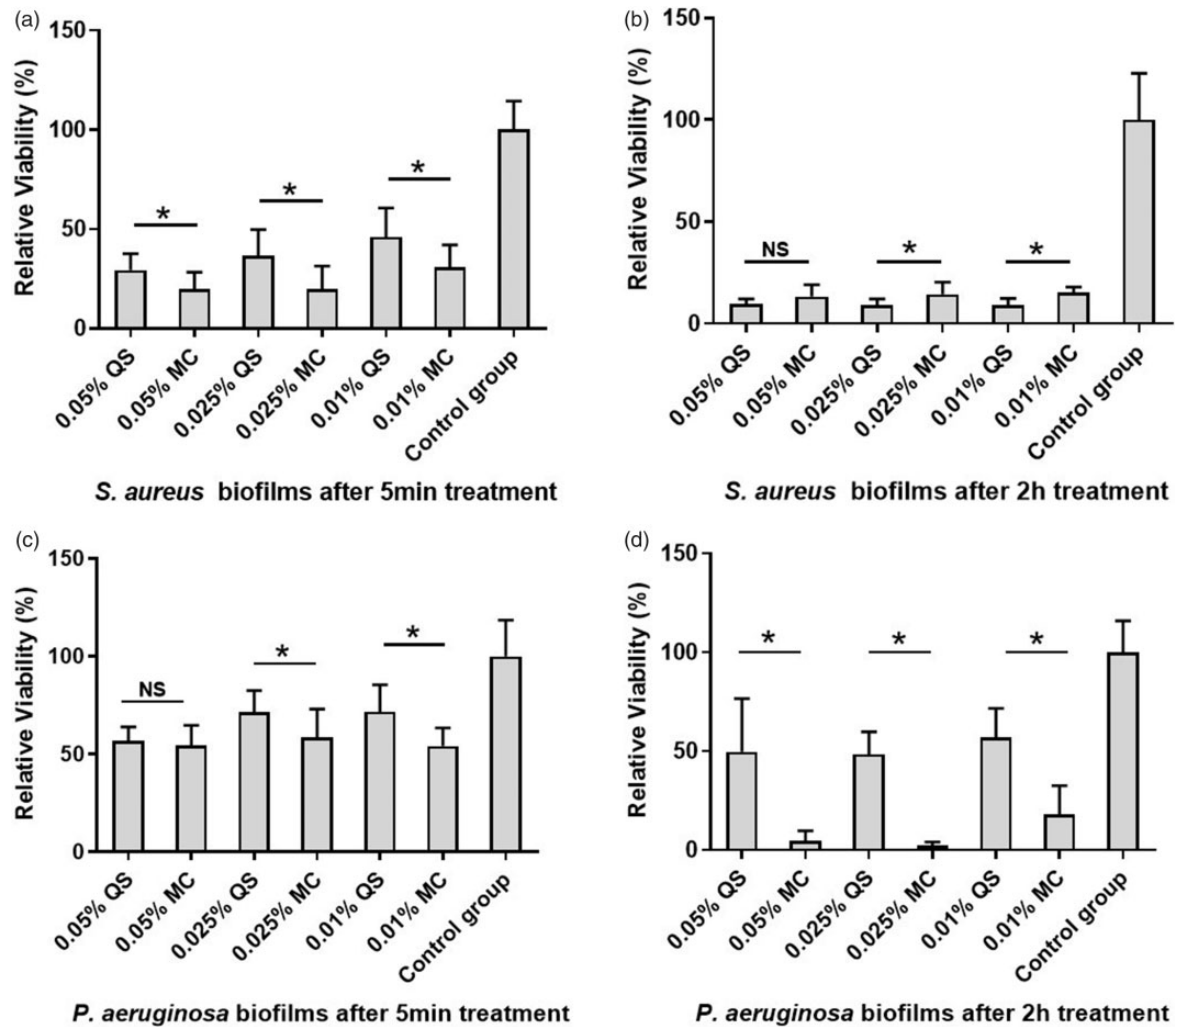 (a)
150
100
50
0
Relative Viability (%)
*
*
*
0.05% QS
0.05% MC
0.025% QS
0.025% MC
0.01% QS
0.01% MC
Control group
S. aureus biofilms after 5min treatment
(b)
150
100
50
0
Relative Viability (%)
NS
*
*
0.05% QS
0.05% MC
0.025% QS
0.025% MC
0.01% QS
0.01% MC
Control group
S. aureus biofilms after 2h treatment
(c)
150
100
50
0
Relative Viability (%)
NS
*
*
0.05% QS
0.05% MC
0.025% QS
0.025% MC
0.01% QS
0.01% MC
Control group
P. aeruginosa biofilms after 5min treatment
(d)
150
100
50
0
Relative Viability (%)
*
*
*
0.05% QS
0.05% MC
0.025% QS
0.025% MC
0.01% QS
0.01% MC
Control group
P. aeruginosa biofilms after 2h treatment